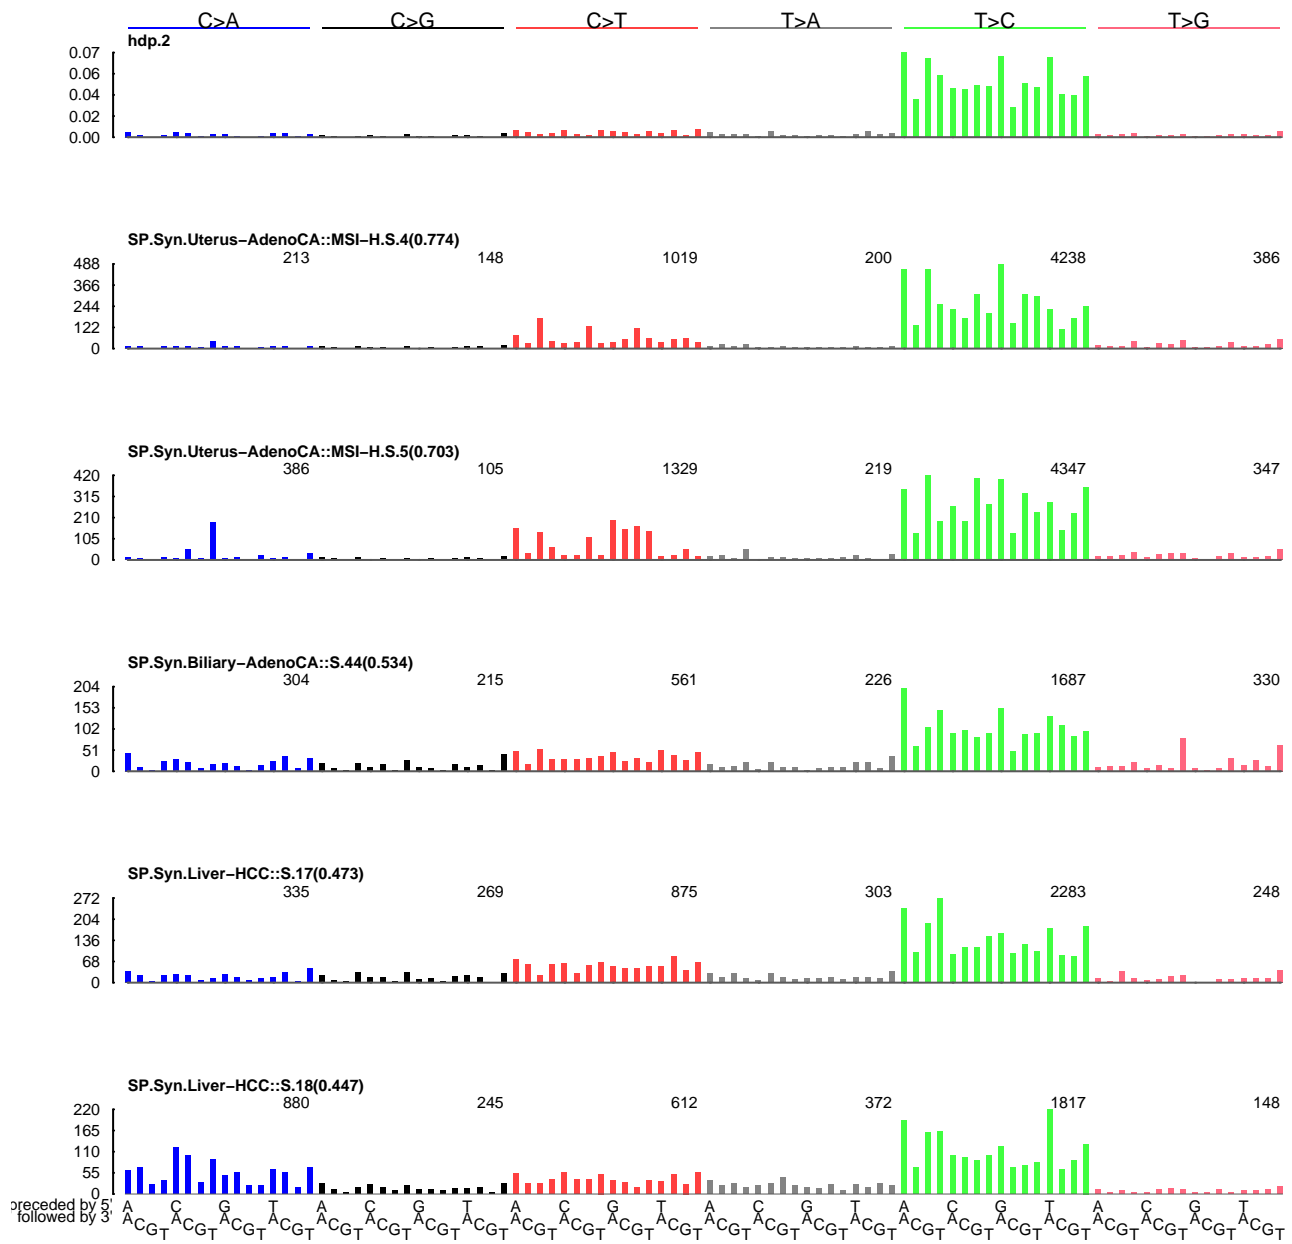 C>A C>G C>T T>A T>C T>G
hdp.2
0.07
0.06
0.04
0.02
0.00
SP.Syn.Uterus−AdenoCA::MSI−H.S.4(0.774)
213 148 1019 200 4238 386
488
366
244
122
0
SP.Syn.Uterus−AdenoCA::MSI−H.S.5(0.703)
386 105 1329 219 4347 347
420
315
210
105
0
SP.Syn.Biliary−AdenoCA::S.44(0.534)
304 215 561 226 1687 330
204
153
102
51
0
SP.Syn.Liver−HCC::S.17(0.473)
335 269 875 303 2283 248
272
204
136
68
0
SP.Syn.Liver−HCC::S.18(0.447)
880 245 612 372 1817 148
220
165
110
55
0
preceded by 5' A C G T A C G T A C G T A C G T A C G T A C G T
followed by 3' A C G T A C G T A C G T A C G T A C G T A C G T A C G T A C G T A C G T A C G T A C G T A C G T A C G T A C G T A C G T A C G T A C G T A C G T A C G T A C G T A C G T A C G T A C G T A C G T